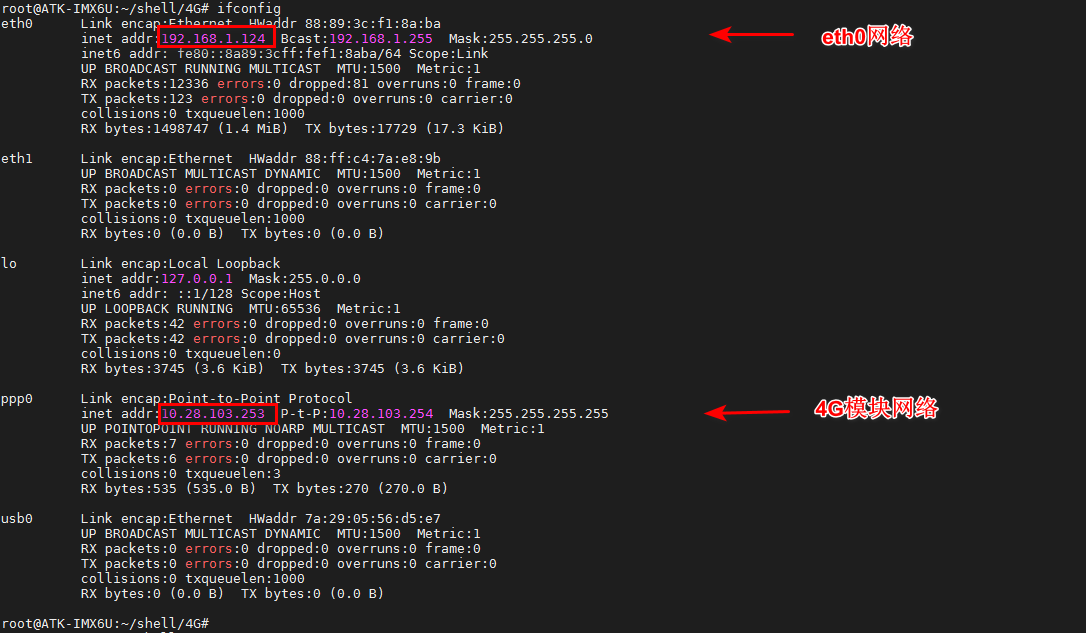 root@ATK-IMX6U:~/shell/4G# ifconfig
eth0 Link encap:Ethernet HWaddr 88:89:3c:f1:8a:ba
inet addr:192.168.1.124 Bcast:192.168.1.255 Mask:255.255.255.0
eth0网络
inet6 addr: fe80::8a89:3cff:fef1:8aba/64 Scope:Link
UP BROADCAST RUNNING MULTICAST MTU:1500 Metric:1
RX packets:12336 errors:0 dropped:81 overruns:0 frame:0
TX packets:123 errors:0 dropped:0 overruns:0 carrier:0
collisions:0 txqueuelen:1000
RX bytes:1498747 (1.4 MiB) TX bytes:17729 (17.3 KiB)
eth1 Link encap:Ethernet HWaddr 88:ff:c4:7a:e8:9b
UP BROADCAST MULTICAST DYNAMIC MTU:1500 Metric:1
RX packets:0 errors:0 dropped:0 overruns:0 frame:0
TX packets:0 errors:0 dropped:0 overruns:0 carrier:0
collisions:0 txqueuelen:1000
RX bytes:0 (0.0 B) TX bytes:0 (0.0 B)
lo Link encap:Local Loopback
inet addr:127.0.0.1 Mask:255.0.0.0
inet6 addr: ::1/128 Scope:Host
UP LOOPBACK RUNNING MTU:65536 Metric:1
RX packets:42 errors:0 dropped:0 overruns:0 frame:0
TX packets:42 errors:0 dropped:0 overruns:0 carrier:0
collisions:0 txqueuelen:0
RX bytes:3745 (3.6 KiB) TX bytes:3745 (3.6 KiB)
ppp0 Link encap:Point-to-Point Protocol
inet addr:10.28.103.253 P-t-P:10.28.103.254 Mask:255.255.255.255
4G模块网络
UP POINTOPOINT RUNNING NOARP MULTICAST MTU:1500 Metric:1
RX packets:7 errors:0 dropped:0 overruns:0 frame:0
TX packets:6 errors:0 dropped:0 overruns:0 carrier:0
collisions:0 txqueuelen:3
RX bytes:535 (535.0 B) TX bytes:270 (270.0 B)
usb0 Link encap:Ethernet HWaddr 7a:29:05:56:d5:e7
UP BROADCAST MULTICAST DYNAMIC MTU:1500 Metric:1
RX packets:0 errors:0 dropped:0 overruns:0 frame:0
TX packets:0 errors:0 dropped:0 overruns:0 carrier:0
collisions:0 txqueuelen:1000
RX bytes:0 (0.0 B) TX bytes:0 (0.0 B)
root@ATK-IMX6U:~/shell/4G#